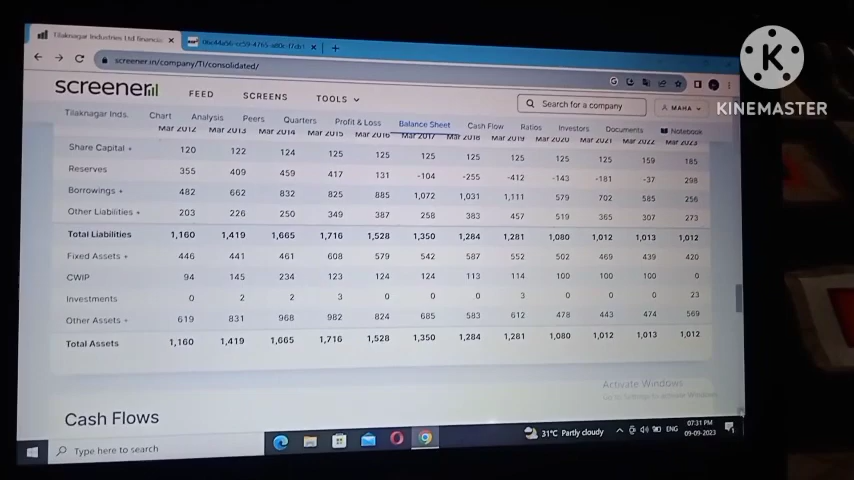 Tilaknagar Industries Ltd financia
screener.in/company/TI/consolidated/
KINEMASTER
screener
FEED
SCREENS
TOOLS
Search for a company
MAHA
Tilaknagar Inds.
Chart
Analysis
Peers
Quarters
Profit & Loss
Balance Sheet
Cash Flow
Ratios
Investors
Documents
Notebook
Mar 2012 Mar 2013 Mar 2014 Mar 2015 Mar 2016 Mar 2017 Mar 2018 Mar 2019 Mar 2020 Mar 2021 Mar 2022 Mar 2023
Share Capital + 120 122 124 125 125 125 125 125 125 125 159 185
Reserves 355 409 459 417 131 -104 -255 -412 -143 -181 -37 298
Borrowings + 482 662 832 825 885 1,072 1,031 1,111 579 702 585 256
Other Liabilities + 203 226 250 349 387 258 383 457 519 365 307 273
Total Liabilities 1,160 1,419 1,665 1,716 1,528 1,350 1,284 1,281 1,080 1,012 1,013 1,012
Fixed Assets + 446 441 461 608 579 542 587 552 502 469 439 420
CWIP 94 145 234 123 124 124 113 114 100 100 100 0
Investments 0 2 2 3 0 0 0 3 0 0 0 23
Other Assets + 619 831 968 982 824 685 583 612 478 443 474 569
Total Assets 1,160 1,419 1,665 1,716 1,528 1,350 1,284 1,281 1,080 1,012 1,013 1,012
Activate Windows
Go to Settings to activate Windows.
Cash Flows
Type here to search
31°C Partly cloudy
ENG
07:31 PM
09-09-2023